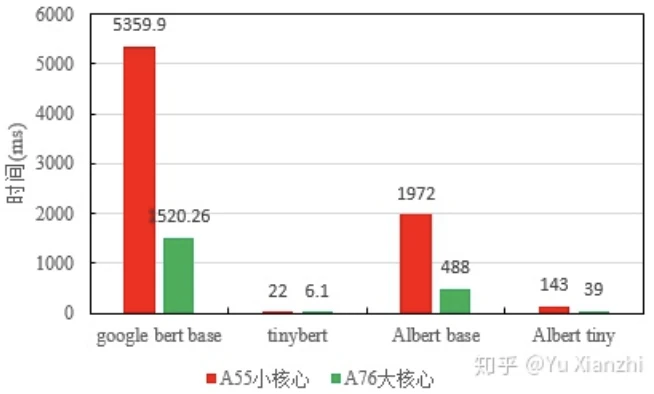 6000
5359.9
5000
4000
3000
时间(ms)
2000
1972
1520.26
1000
488
22
6.1
143
39
0
google bert base
tinybert
Albert base
Albert tiny
A55小核心
A76大核心
知乎 @Yu Xianzhi